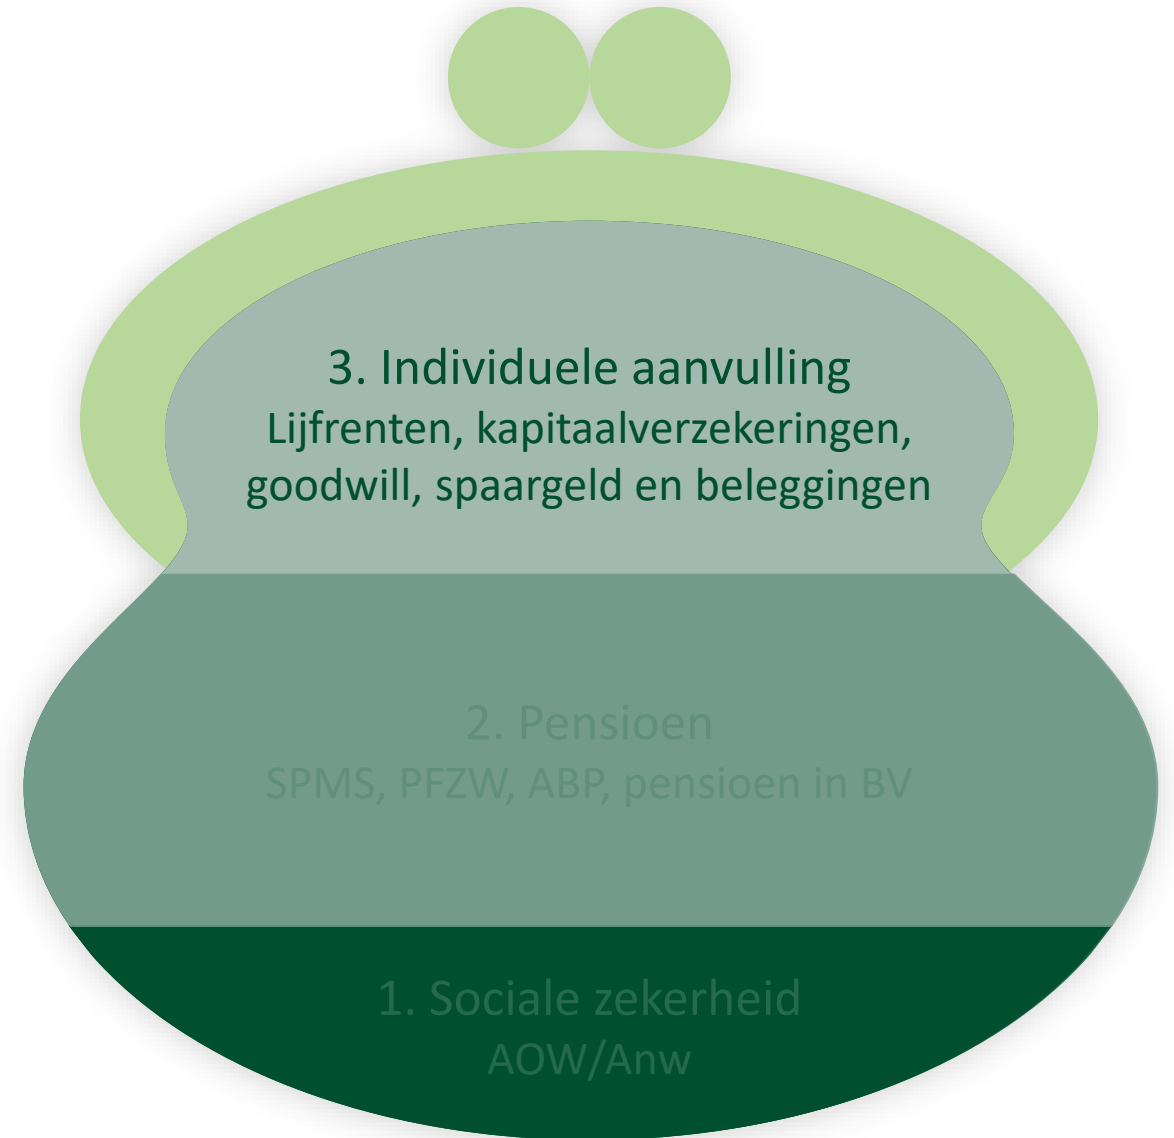 3. Individuele aanvulling
Lijfrenten, kapitaalverzekeringen,
goodwill, spaargeld en beleggingen
2. Pensioen
SPMS, PFZW, ABP, pensioen in BV
1. Sociale zekerheid
AOW/Anw